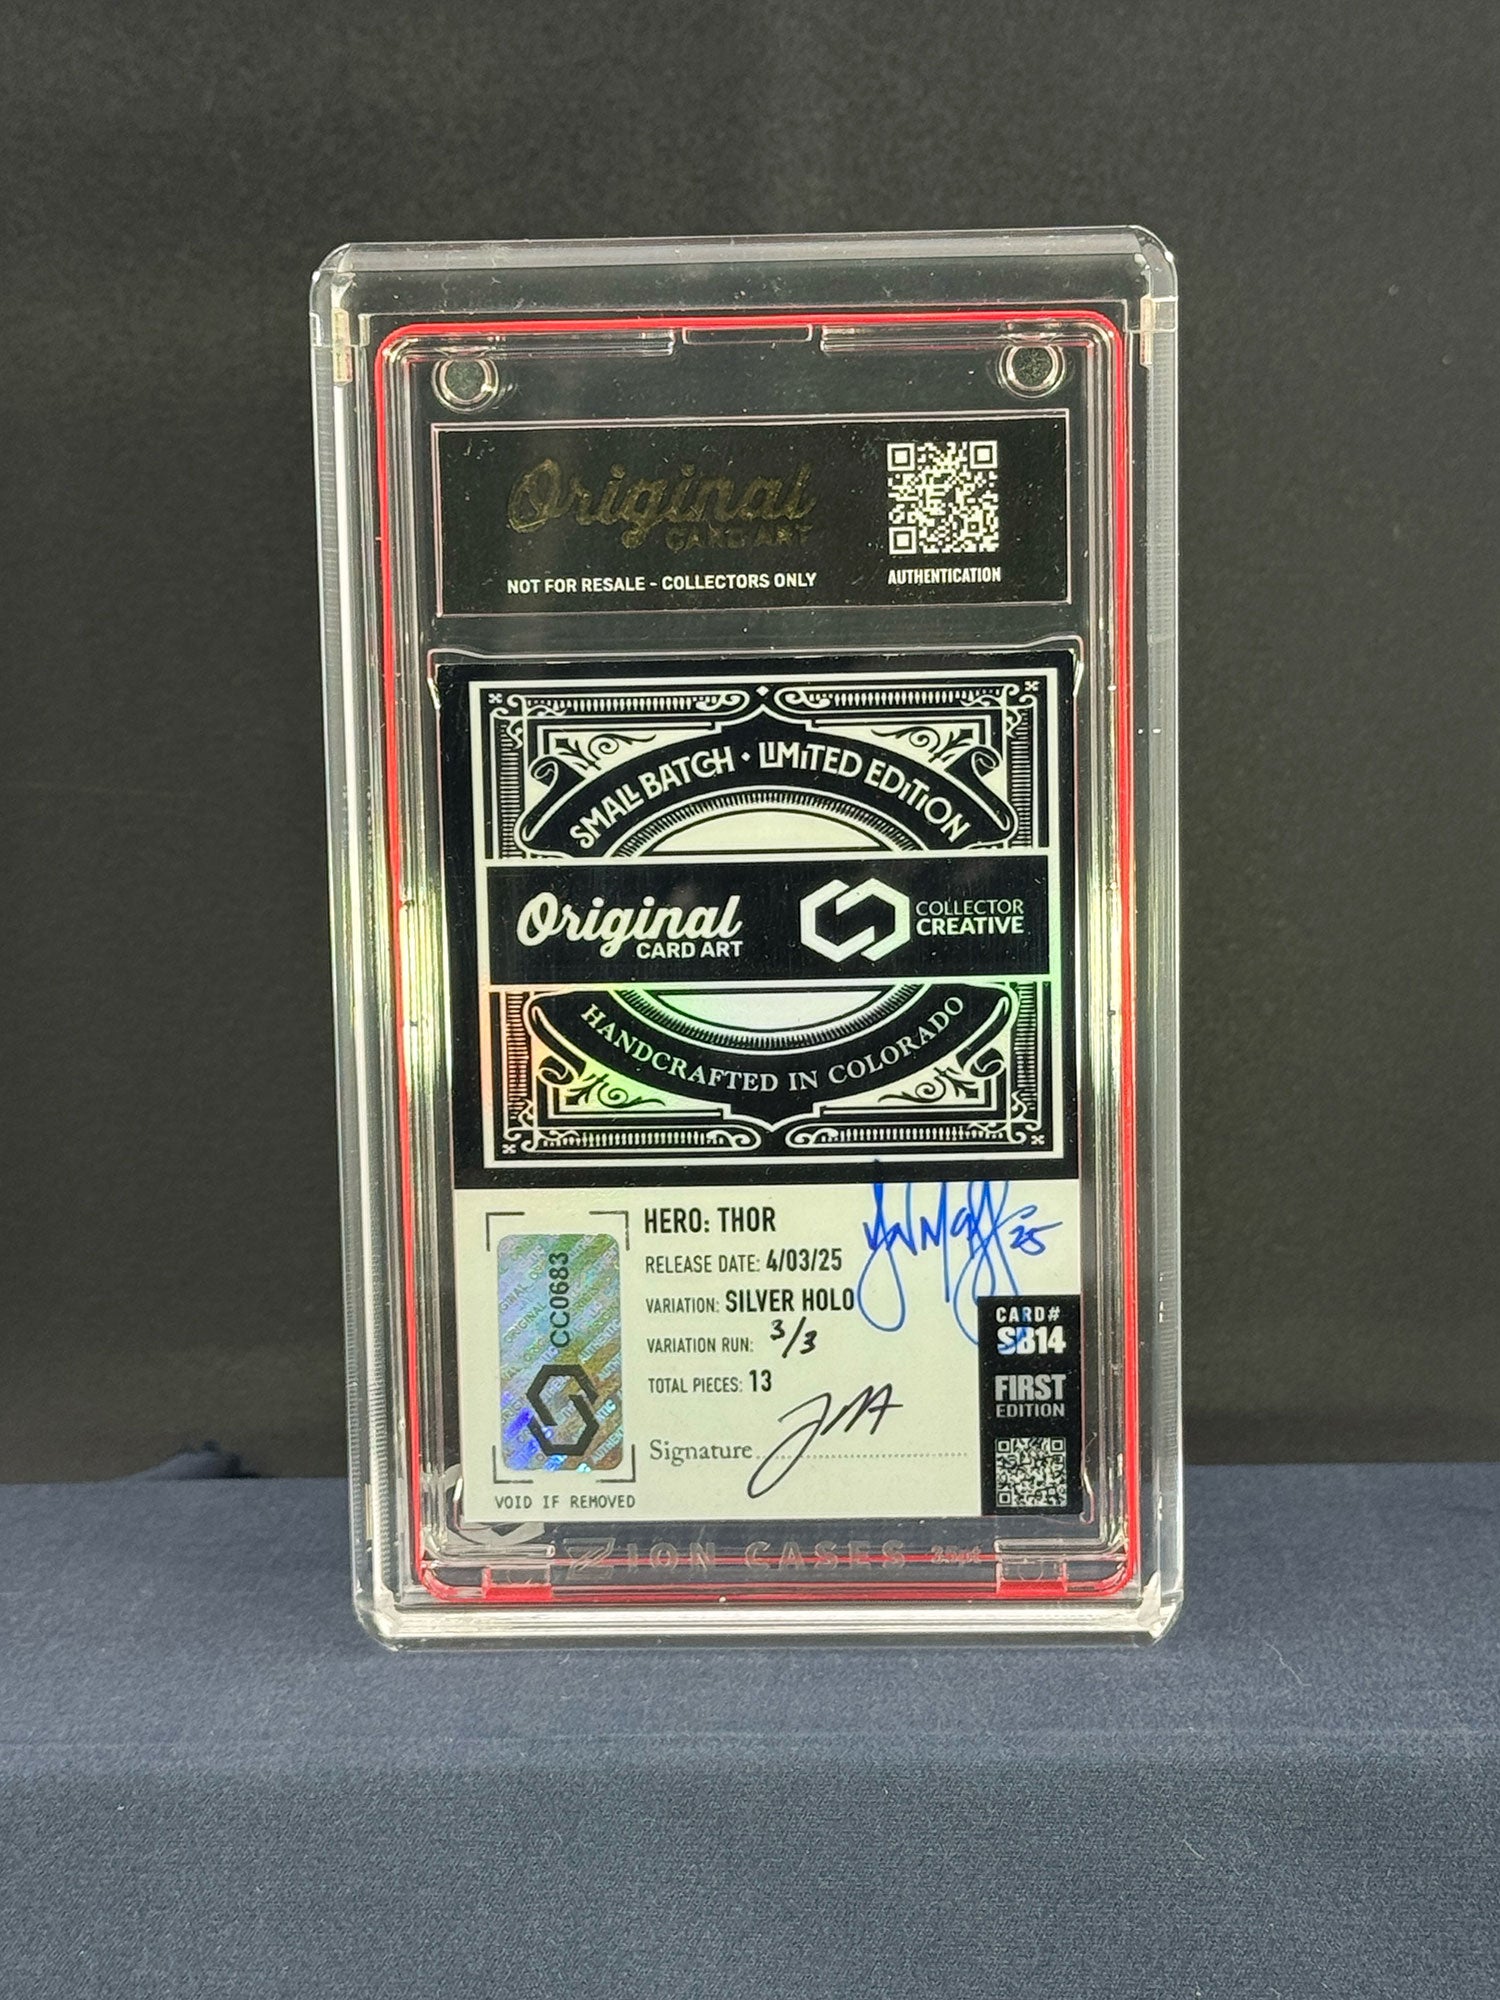 Original
CARD ART
NOT FOR RESALE - COLLECTORS ONLY
AUTHENTICATION
SMALL BATCH • LIMITED EDITION
Original
CARD ART
COLLECTOR
CREATIVE
HANDCRAFTED IN COLORADO
HERO: THOR
RELEASE DATE: 4/03/25
VARIATION: SILVER HOLO
VARIATION RUN: 3/3
TOTAL PIECES: 13
Signature
25
CC0683
VOID IF REMOVED
CARD#
SB14
FIRST
EDITION
ZION CASES 35pt